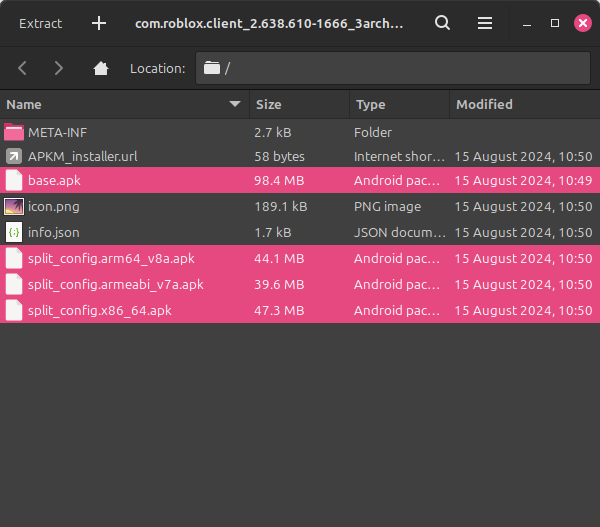 Extract com.roblox.client_2.638.610-1666_3arch...
Location: /
Name Size Type Modified
META-INF 2.7 kB Folder
APKM_installer.url 58 bytes Internet shor... 15 August 2024, 10:50
base.apk 98.4 MB Android pac... 15 August 2024, 10:49
icon.png 189.1 kB PNG image 15 August 2024, 10:50
info.json 1.7 kB JSON docum... 15 August 2024, 10:50
split_config.arm64_v8a.apk 44.1 MB Android pac... 15 August 2024, 10:50
split_config.armeabi_v7a.apk 39.6 MB Android pac... 15 August 2024, 10:50
split_config.x86_64.apk 47.3 MB Android pac... 15 August 2024, 10:50